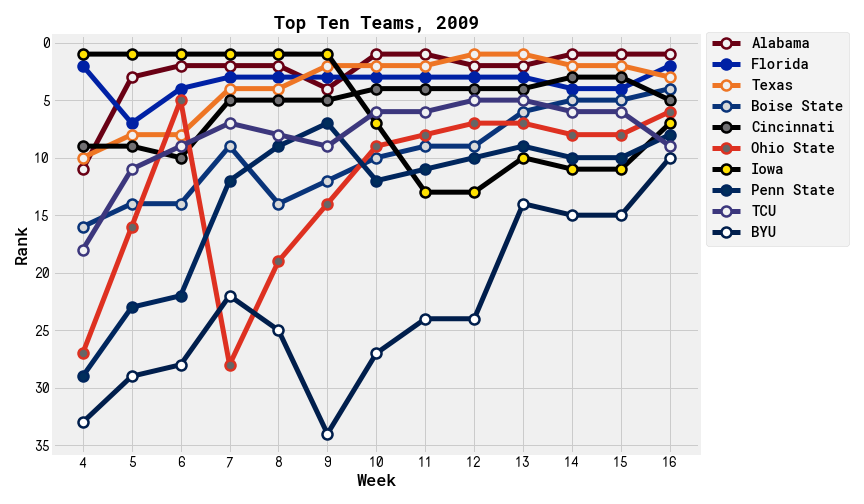 Top Ten Teams, 2009
0
5
10
15
20
25
30
35
Rank
4 5 6 7 8 9 10 11 12 13 14 15 16
Week
Alabama
Florida
Texas
Boise State
Cincinnati
Ohio State
Iowa
Penn State
TCU
BYU